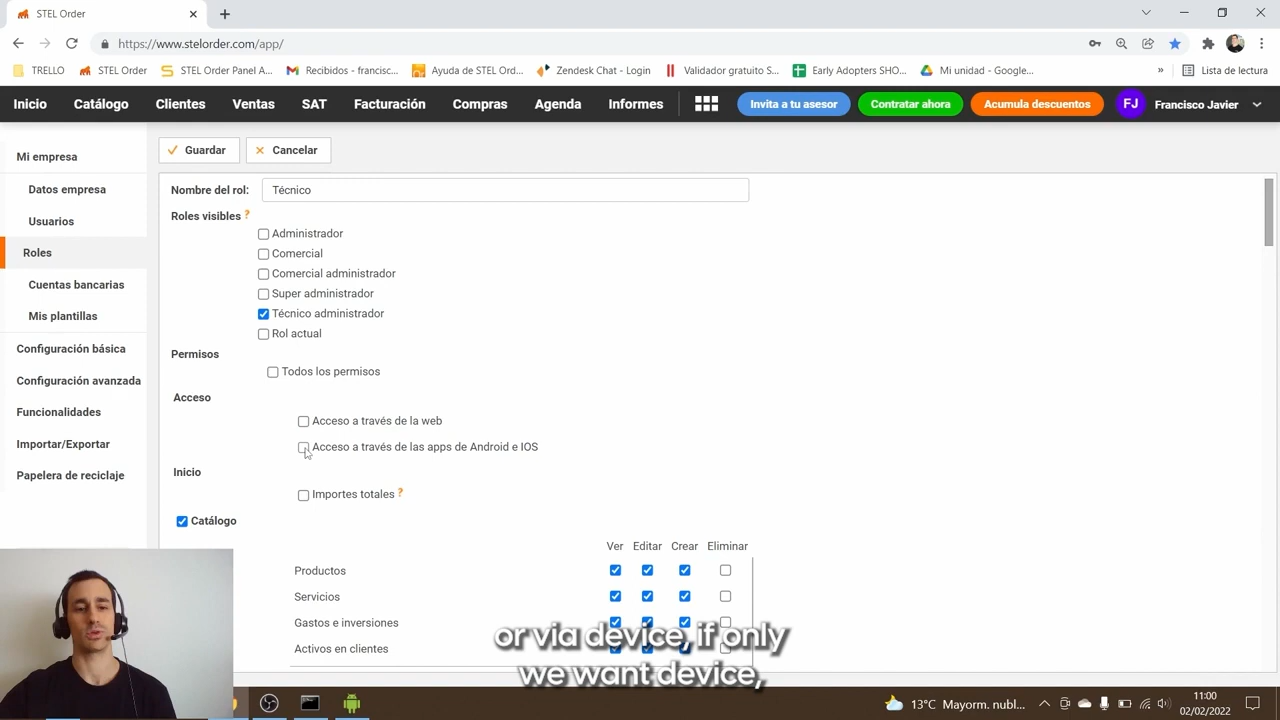 STEL Order
https://www.stelorder.com/app/
TRELLO
STEL Order
STEL Order Panel A...
Recibidos - francisc...
Ayuda de STEL Ord...
Zendesk Chat - Login
Validador gratuito S...
Early Adopters SHO...
Mi unidad - Google...
»
Lista de lectura
Inicio
Catálogo
Clientes
Ventas
SAT
Facturación
Compras
Agenda
Informes
Invita a tu asesor
Contratar ahora
Acumula descuentos
FJ
Francisco Javier
Mi empresa
Datos empresa
Usuarios
Roles
Cuentas bancarias
Mis plantillas
Configuración básica
Configuración avanzada
Funcionalidades
Importar/Exportar
Papelera de reciclaje
Guardar
Cancelar
Nombre del rol:
Técnico
Roles visibles ?
Administrador
Comercial
Comercial administrador
Super administrador
Técnico administrador
Rol actual
Permisos
Todos los permisos
Acceso
Acceso a través de la web
Acceso a través de las apps de Android e IOS
Inicio
Importes totales ?
Catálogo
Ver Editar Crear Eliminar
Productos
Servicios
Gastos e inversiones
Activos en clientes
or via device, if only
we want device,
13°C Mayorm. nubl...
11:00
02/02/2022